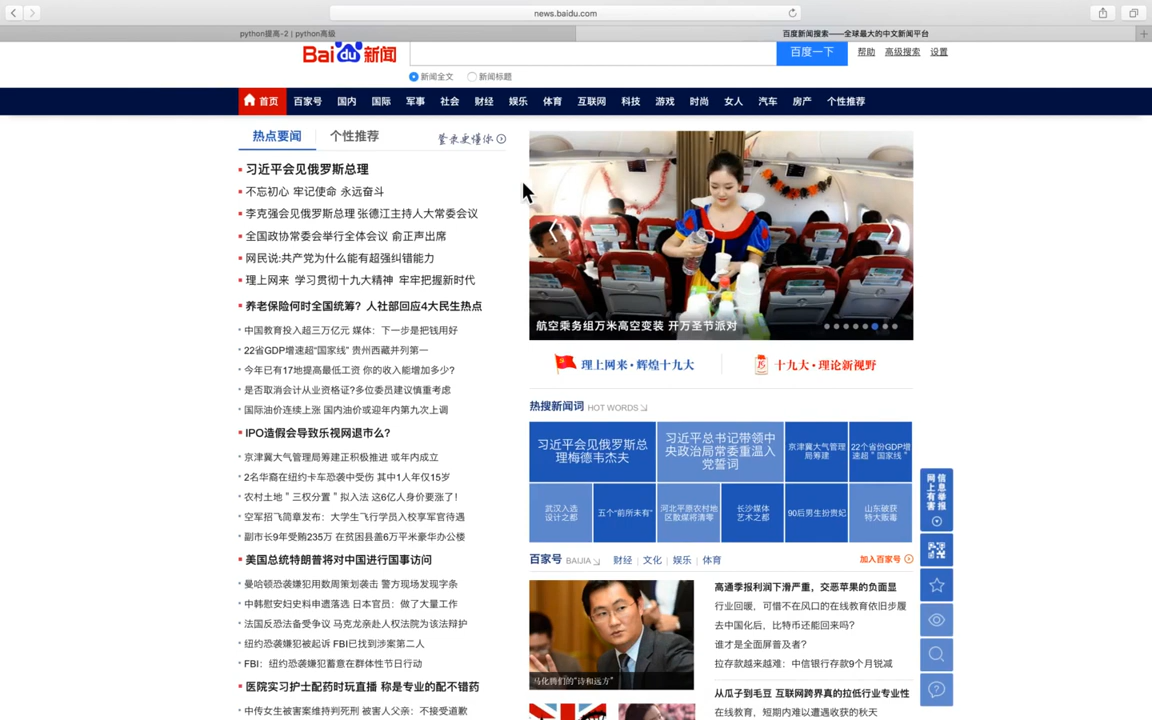 news.baidu.com
python提高-2 | python高级
百度新闻搜索——全球最大的中文新闻平台
Bai du 新闻
百度一下
帮助 高级搜索 设置
新闻全文 新闻标题
首页 百家号 国内 国际 军事 社会 财经 娱乐 体育 互联网 科技 游戏 时尚 女人 汽车 房产 个性推荐
热点要闻 个性推荐 登录更懂你
习近平会见俄罗斯总理
不忘初心 牢记使命 永远奋斗
李克强会见俄罗斯总理 张德江主持人大常委会议
全国政协常委会举行全体会议 俞正声出席
网民说:共产党为什么能有超强纠错能力
理上网来 学习贯彻十九大精神 牢牢把握新时代
养老保险何时全国统筹？人社部回应4大民生热点
中国教育投入超三万亿元 媒体：下一步是把钱用好
22省GDP增速超"国家线" 贵州西藏并列第一
今年已有17地提高最低工资 你的收入能增加多少?
是否取消会计从业资格证?多位委员建议慎重考虑
国际油价连续上涨 国内油价或迎年内第九次上调
IPO造假会导致乐视网退市么?
京津冀大气管理局筹建正积极推进 或年内成立
2名华裔在纽约卡车恐袭中受伤 其中1人年仅15岁
农村土地＂三权分置＂拟入法 这6亿人身价要涨了!
空军招飞简章发布：大学生飞行学员入校享军官待遇
副市长9年受贿235万 在贫困县盖6万平米豪华办公楼
美国总统特朗普将对中国进行国事访问
曼哈顿恐袭嫌犯用数周策划袭击 警方现场发现字条
中韩慰安妇史料申遗落选 日本官员：做了大量工作
法国反恐法备受争议 马克龙亲赴人权法院为该法辩护
纽约恐袭嫌犯被起诉 FBI已找到涉案第二人
FBI：纽约恐袭嫌犯蓄意在群体性节日行动
医院实习护士配药时玩直播 称是专业的配不错药
中传女生被害案维持判死刑 被害人父亲：不接受道歉
航空乘务组万米高空变装 开万圣节派对
理上网来·辉煌十九大
十九大·理论新视野
热搜新闻词 HOT WORDS
习近平会见俄罗斯总理梅德韦杰夫
习近平总书记带领中央政治局常委重温入党誓词
京津冀大气管理局筹建
22个省份GDP增速超＂国家线＂
武汉入选设计之都
五个"前所未有"
河北平原农村地区散煤将清零
长沙媒体艺术之都
90后男生扮贵妃
山东破获特大贩毒
百家号 BAIJIA 财经 | 文化 | 娱乐 | 体育 加入百家号
马化腾们的"诗和远方"
高通季报利润下滑严重，交恶苹果的负面显
行业回暖，可惜不在风口的在线教育依旧步履
去中国化后，比特币还能回来吗?
谁才是全面屏普及者?
拉存款越来越难：中信银行存款9个月锐减
从瓜子到毛豆 互联网跨界真的拉低行业专业性
在线教育，短期内难以遭遇收获的秋天
网上有害信息举报